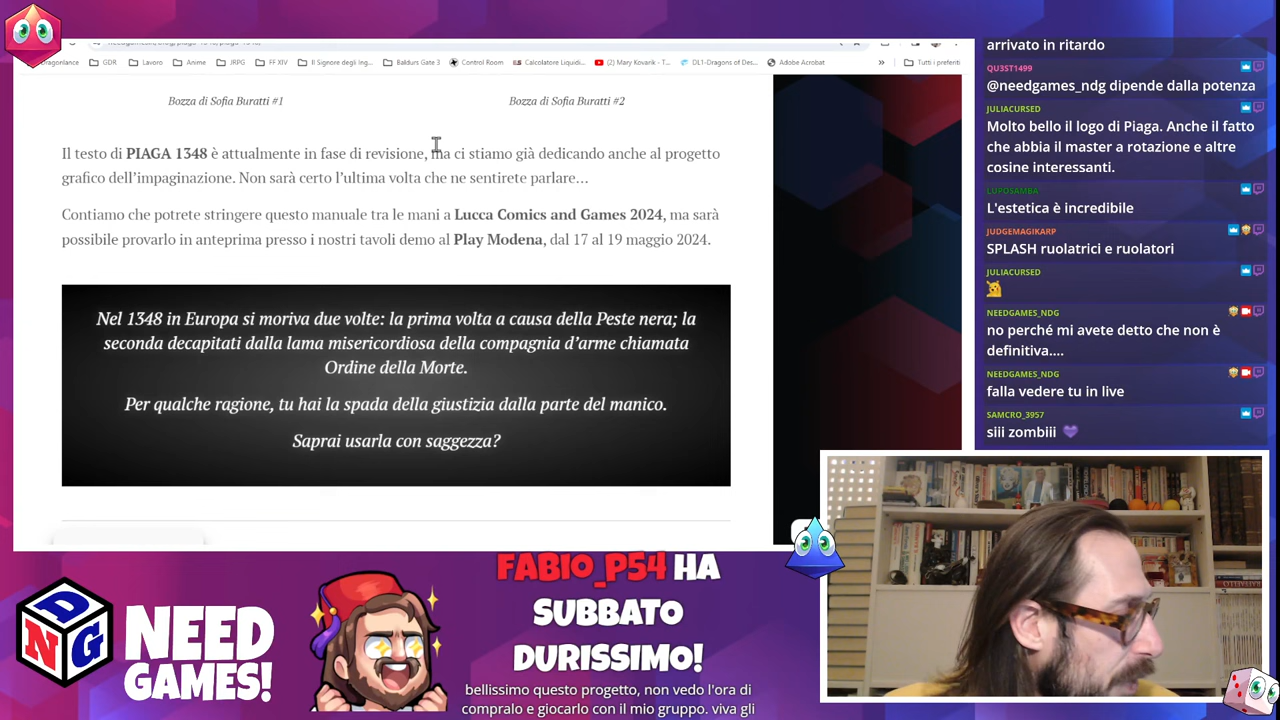 Dragonlance
GDR
Lavoro
Anime
JRPG
FF XIV
Il Signore degli Ing...
Baldurs Gate 3
Control Room
Calcolatore Liquidi...
(2) Mary Kovarik - T...
DL1-Dragons of Des...
Adobe Acrobat
»
Tutti i preferiti
Bozza di Sofia Buratti #1
Bozza di Sofia Buratti #2
Il testo di PIAGA 1348 è attualmente in fase di revisione, ma ci stiamo già dedicando anche al progetto
grafico dell'impaginazione. Non sarà certo l'ultima volta che ne sentirete parlare…
Contiamo che potrete stringere questo manuale tra le mani a Lucca Comics and Games 2024, ma sarà
possibile provarlo in anteprima presso i nostri tavoli demo al Play Modena, dal 17 al 19 maggio 2024.
Nel 1348 in Europa si moriva due volte: la prima volta a causa della Peste nera; la
seconda decapitati dalla lama misericordiosa della compagnia d'arme chiamata
Ordine della Morte.
Per qualche ragione, tu hai la spada della giustizia dalla parte del manico.
Saprai usarla con saggezza?
arrivato in ritardo
QU3ST1499
@needgames_ndg dipende dalla potenza
JULIACURSED
Molto bello il logo di Piaga. Anche il fatto
che abbia il master a rotazione e altre
cosine interessanti.
LUPOSAMBA
L'estetica è incredibile
JUDGEMAGIKARP
SPLASH ruolatrici e ruolatori
JULIACURSED
NEEDGAMES_NDG
no perché mi avete detto che non è
definitiva....
NEEDGAMES_NDG
falla vedere tu in live
SAMCRO_3957
siii zombiii
D
N G
NEED
GAMES!
FABIO_P54 HA
SUBBATO
DURISSIMO!
bellissimo questo progetto, non vedo l'ora di
compralo e giocarlo con il mio gruppo. viva gli